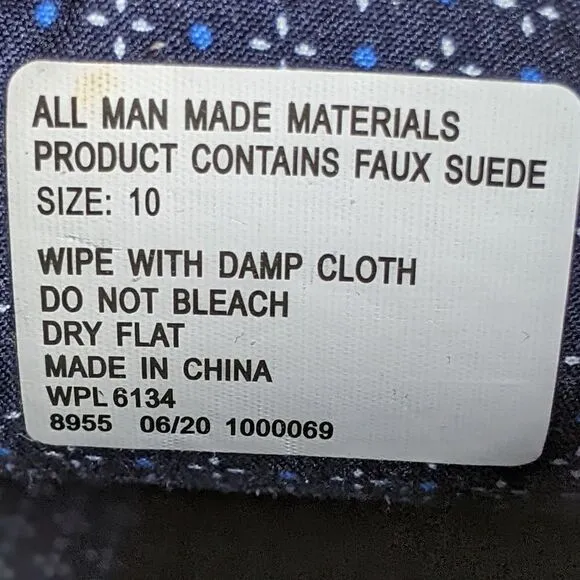 ALL MAN MADE MATERIALS
PRODUCT CONTAINS FAUX SUEDE
SIZE: 10
WIPE WITH DAMP CLOTH
DO NOT BLEACH
DRY FLAT
MADE IN CHINA
WPL 6134
8955 06/20 1000069